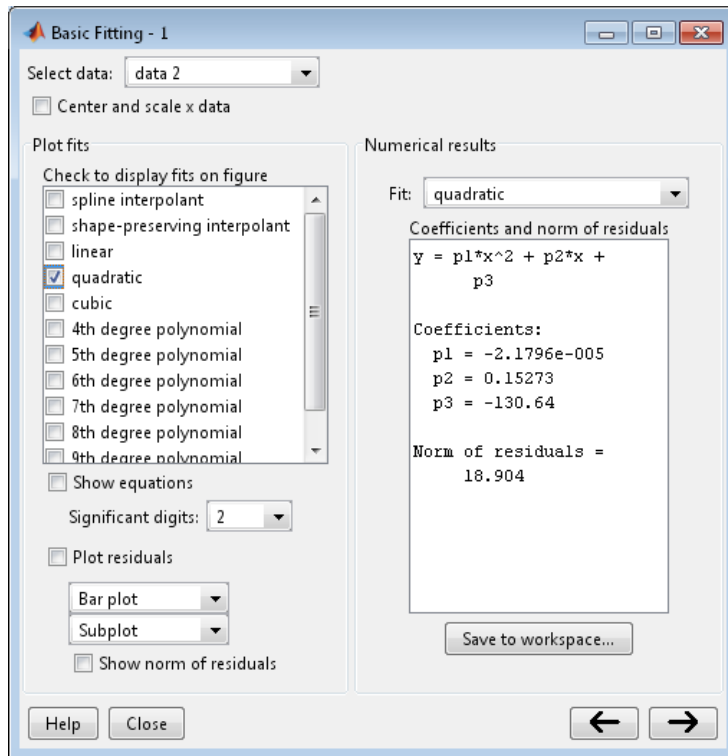 Basic Fitting - 1
Select data: data 2
Center and scale x data
Plot fits
Check to display fits on figure
spline interpolant
shape-preserving interpolant
linear
quadratic
cubic
4th degree polynomial
5th degree polynomial
6th degree polynomial
7th degree polynomial
8th degree polynomial
9th degree polynomial
Show equations
Significant digits: 2
Plot residuals
Bar plot
Subplot
Show norm of residuals
Numerical results
Fit: quadratic
Coefficients and norm of residuals
y = p1*x^2 + p2*x +
p3
Coefficients:
p1 = -2.1796e-005
p2 = 0.15273
p3 = -130.64
Norm of residuals =
18.904
Save to workspace...
Help Close